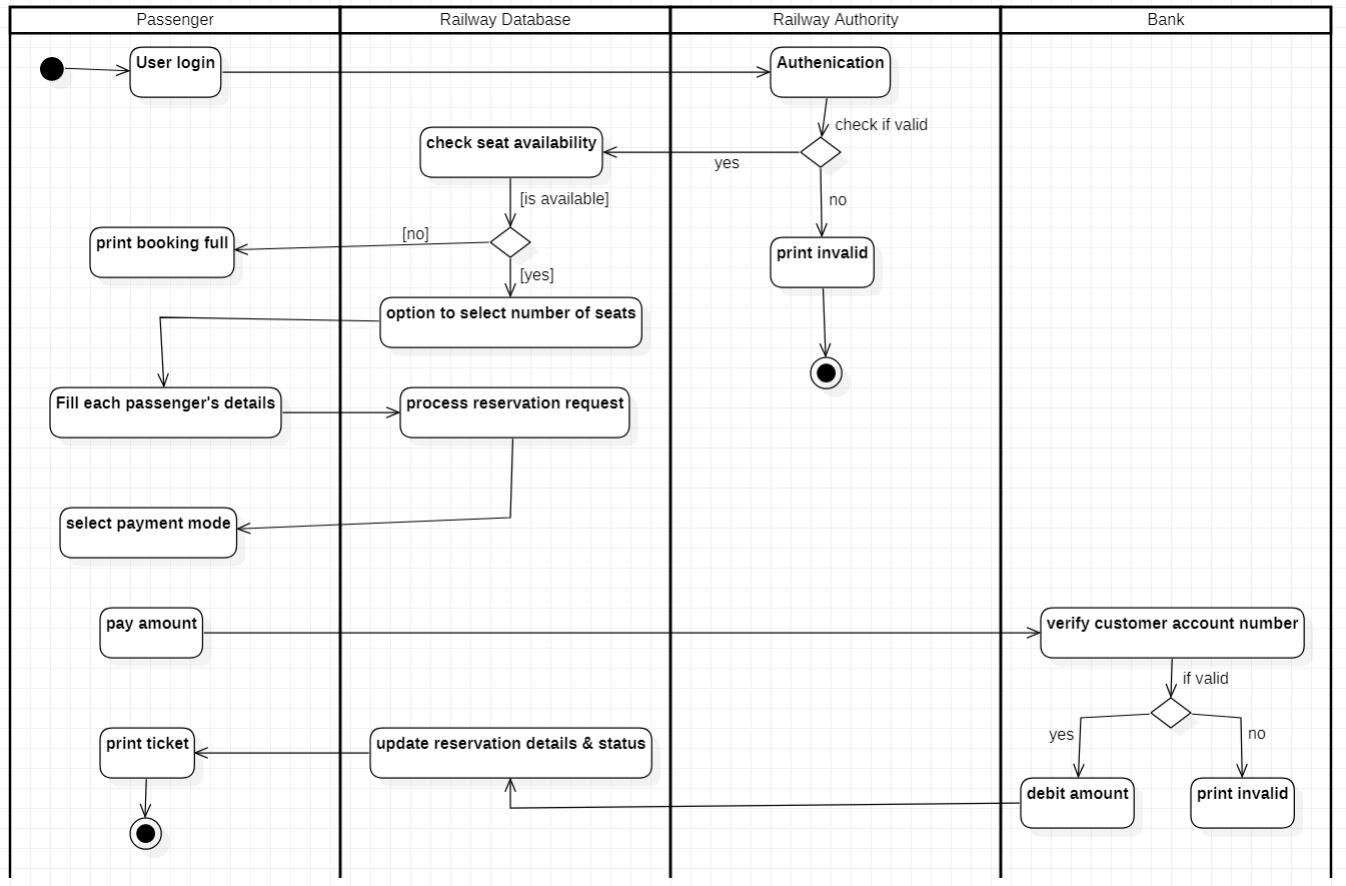 Passenger
Railway Database
Railway Authority
Bank
User login
Authenication
check if valid
check seat availability
yes
[is available]
no
print booking full
[no]
print invalid
[yes]
option to select number of seats
Fill each passenger's details
process reservation request
select payment mode
pay amount
verify customer account number
if valid
yes
no
print ticket
update reservation details & status
debit amount
print invalid